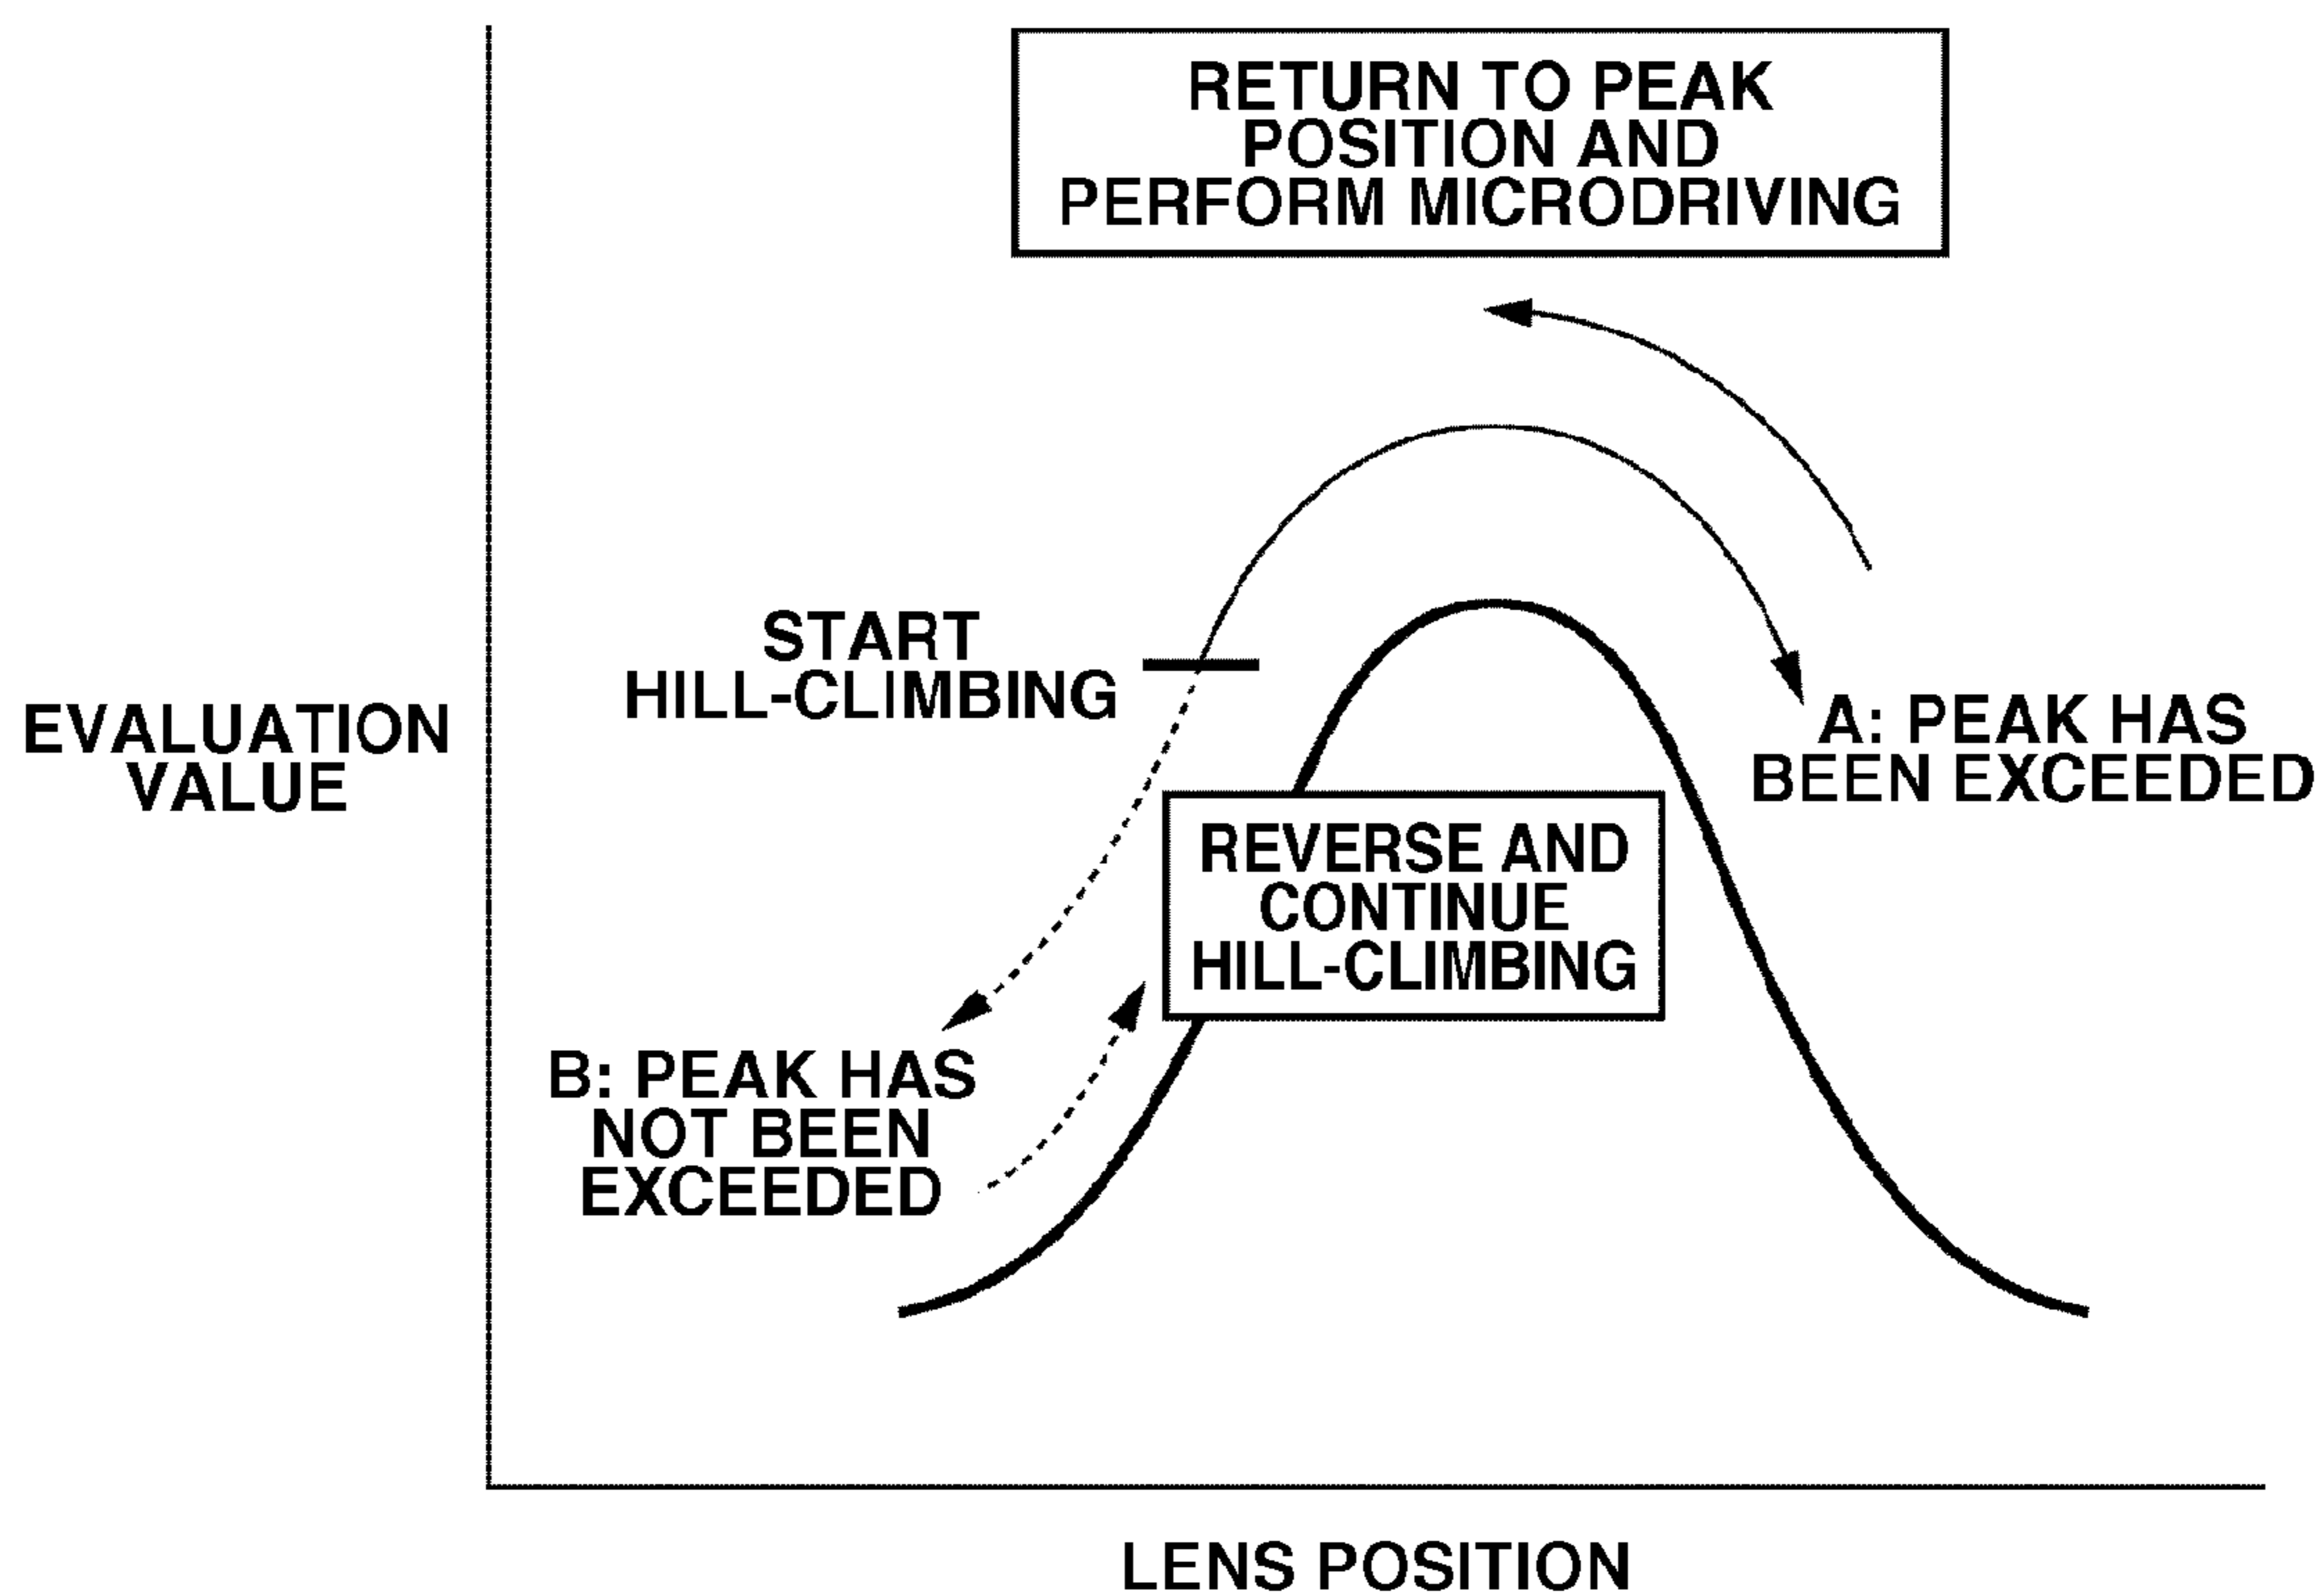 RETURN TO PEAK
POSITION AND
PERFORM MICRODRIVING
START
HILL-CLIMBING
EVALUATION
VALUE
A: PEAK HAS
BEEN EXCEEDED
REVERSE AND
CONTINUE
HILL-CLIMBING
B: PEAK HAS
NOT BEEN
EXCEEDED
LENS POSITION